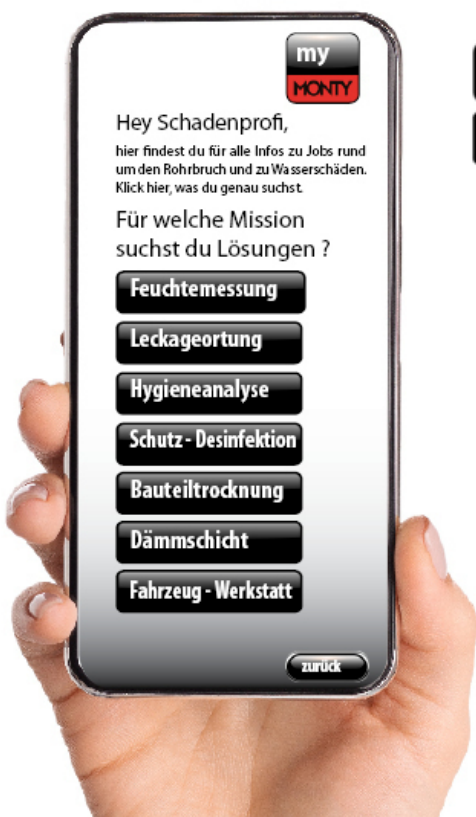 my
MONTY
Hey Schadenprofi,
hier findest du für alle Infos zu Jobs rund
um den Rohrbruch und zu Wasserschäden.
Klick hier, was du genau suchst.
Für welche Mission
suchst du Lösungen ?
Feuchtemessung
Leckageortung
Hygieneanalyse
Schutz - Desinfektion
Bauteiltrocknung
Dämmschicht
Fahrzeug - Werkstatt
zurück